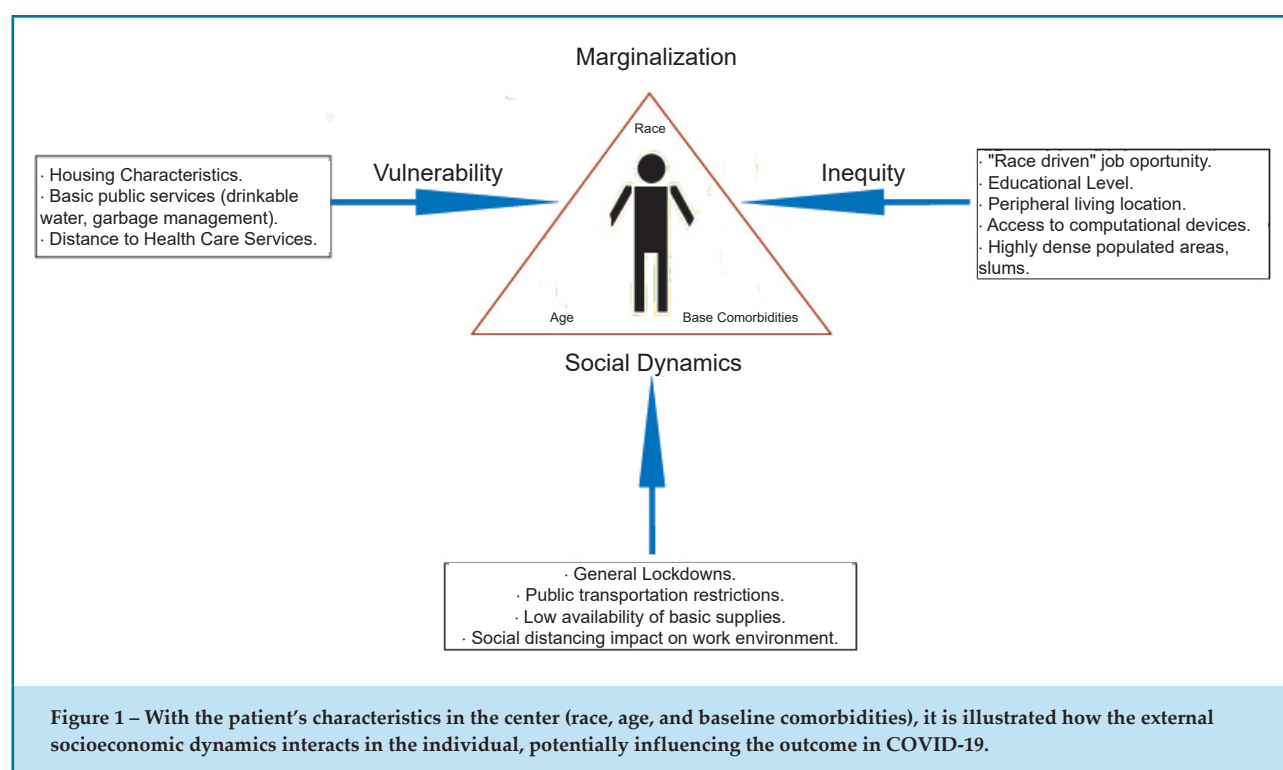 Marginalization
Race
· Housing Characteristics.
· Basic public services (drinkable
water, garbage management).
· Distance to Health Care Services.
Vulnerability
Inequity
· "Race driven" job oportunity.
· Educational Level.
· Peripheral living location.
· Access to computational devices.
· Highly dense populated areas,
slums.
Age
Base Comorbidities
Social Dynamics
· General Lockdowns.
· Public transportation restrictions.
· Low availability of basic supplies.
· Social distancing impact on work environment.
Figure 1 – With the patient's characteristics in the center (race, age, and baseline comorbidities), it is illustrated how the external
socioeconomic dynamics interacts in the individual, potentially influencing the outcome in COVID-19.